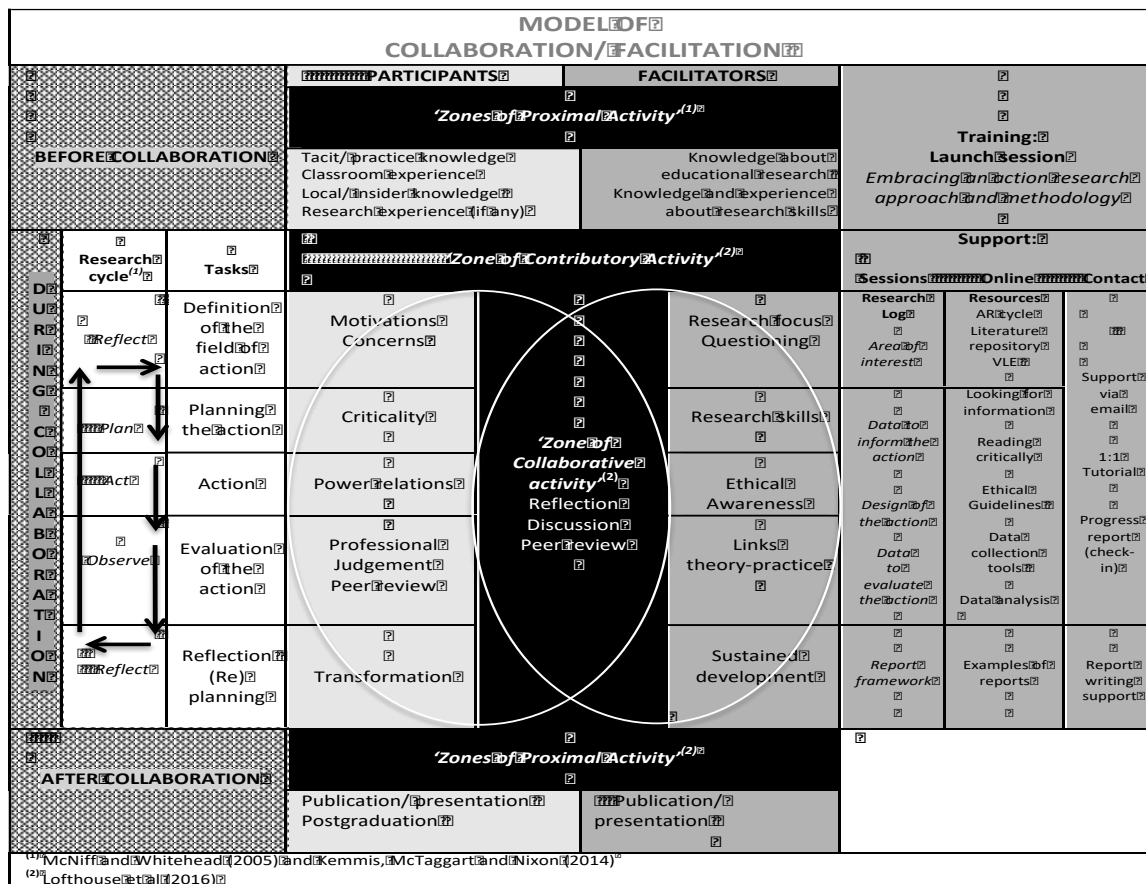 MODEL OF
COLLABORATION/ FACILITATION
PARTICIPANTS
FACILITATORS
'Zones of Proximal Activity'(1)
BEFORE COLLABORATION
Tacit/ practice knowledge
Classroom experience
Local/ Insider knowledge
Research experience (if any)
Knowledge about
educational research
Knowledge and experience
about research skills
Training:
Launch session
Embracing an action research
approach and methodology
DURING COLLABORATION
Research
cycle(1)
Tasks
'Zone of Contributory Activity'(2)
Support:
Sessions Online Contact
Reflect
Definition
of the
field of
action
Motivations
Concerns
Research focus
Questioning
Research
Log
Area of
interest
Resources
AR cycle
Literature
repository
VLE
Plan
Planning
the action
Criticality
'Zone of
Collaborative
activity'(2)
Reflection
Discussion
Peer review
Research skills
Act
Action
Power relations
Ethical
Awareness
Observe
Evaluation
of the
action
Professional
Judgement
Peer review
Links
theory-practice
Data to
inform the
action
Design of
the action
Data
to
evaluate
the action
Looking for
information
Reading
critically
Ethical
Guidelines
Data
collection
tools
Data analysis
Support
via
email
1:1
Tutorial
Progress
report
(check-
in)
Reflect
Reflection
(Re)
planning
Transformation
Sustained
development
Report
framework
Examples of
reports
Report
writing
support
AFTER COLLABORATION
'Zones of Proximal Activity'(2)
Publication/ presentation
Postgraduation
Publication/
presentation
(1) McNiff and Whitehead (2005) and Kemmis, McTaggart and Nixon (2014)
(2) Lofthouse et al (2016)